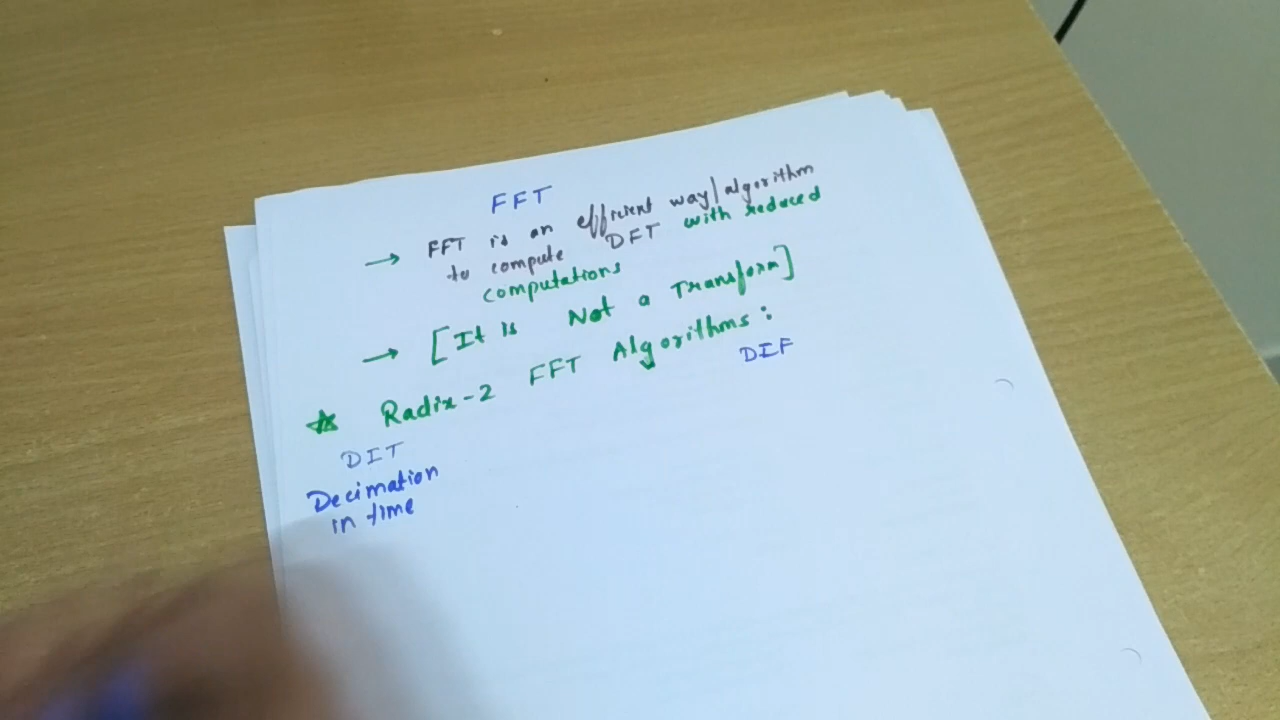 FFT
→ FFT is an efficient way/algorithm
to compute DFT with reduced
computations
→ [It is Not a Transform]
☆ Radix-2 FFT Algorithms:
DIT DIF
Decimation
in time